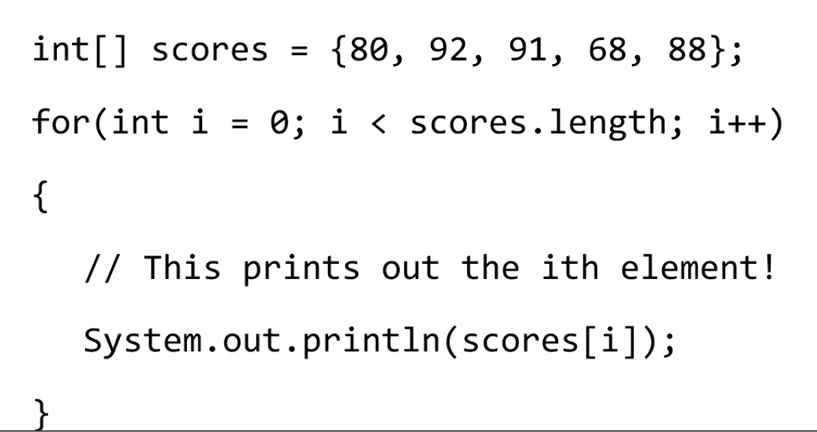 int[] scores = {80, 92, 91, 68, 88};
for(int i = 0; i < scores.length; i++)
{
// This prints out the ith element!
System.out.println(scores[i]);
}